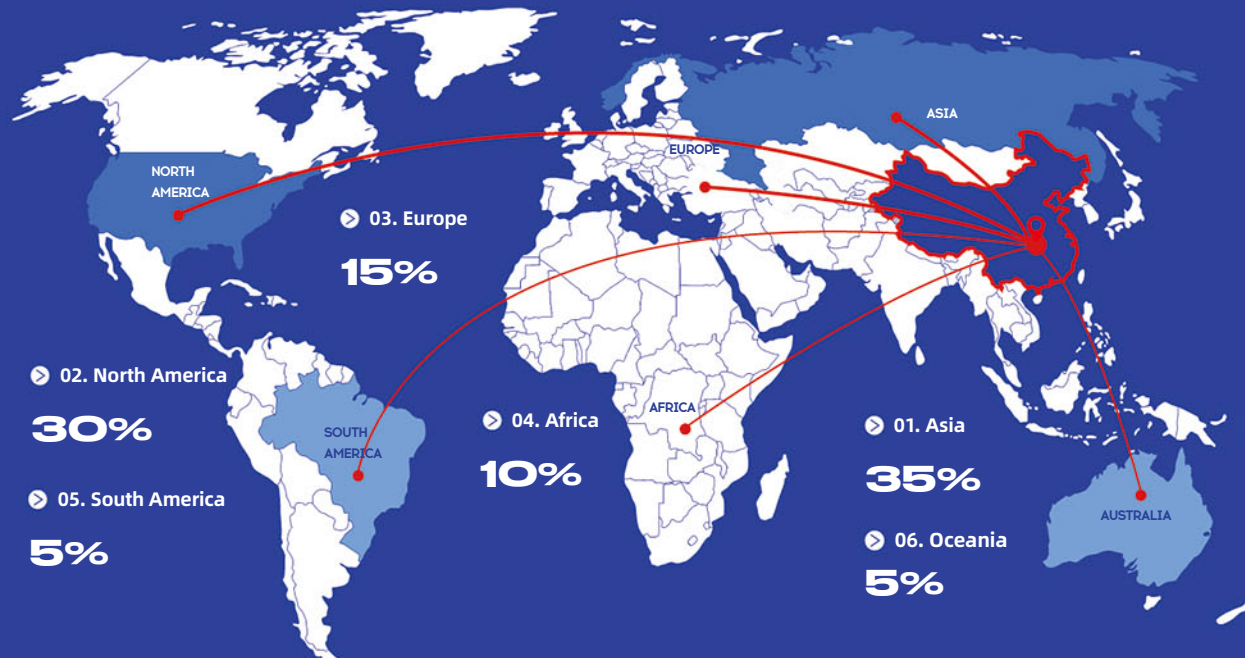 ASIA
EUROPE
NORTH
AMERICA
03. Europe
15%
02. North America
30%
SOUTH
AMERICA
AFRICA
04. Africa
10%
01. Asia
35%
05. South America
5%
AUSTRALIA
06. Oceania
5%